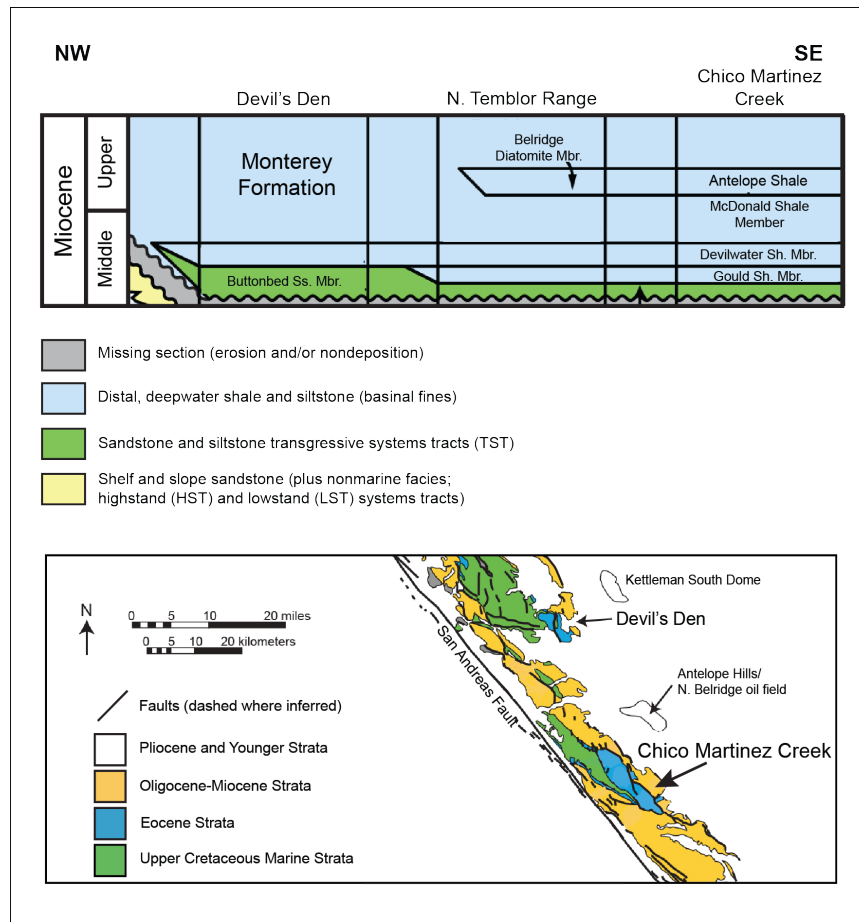 NW
SE
Devil's Den
N. Temblor Range
Chico Martinez
Creek
Miocene
Upper
Middle
Monterey
Formation
Belridge
Diatomite Mbr.
Antelope Shale
McDonald Shale
Member
Devilwater Sh. Mbr.
Buttonbed Ss. Mbr.
Gould Sh. Mbr.
Missing section (erosion and/or nondeposition)
Distal, deepwater shale and siltstone (basinal fines)
Sandstone and siltstone transgressive systems tracts (TST)
Shelf and slope sandstone (plus nonmarine facies;
highstand (HST) and lowstand (LST) systems tracts)
N
0 5 10 20 miles
0 5 10 20 kilometers
Kettleman South Dome
Devil's Den
San Andreas Fault
Antelope Hills/
N. Belridge oil field
Chico Martinez Creek
Faults (dashed where inferred)
Pliocene and Younger Strata
Oligocene-Miocene Strata
Eocene Strata
Upper Cretaceous Marine Strata